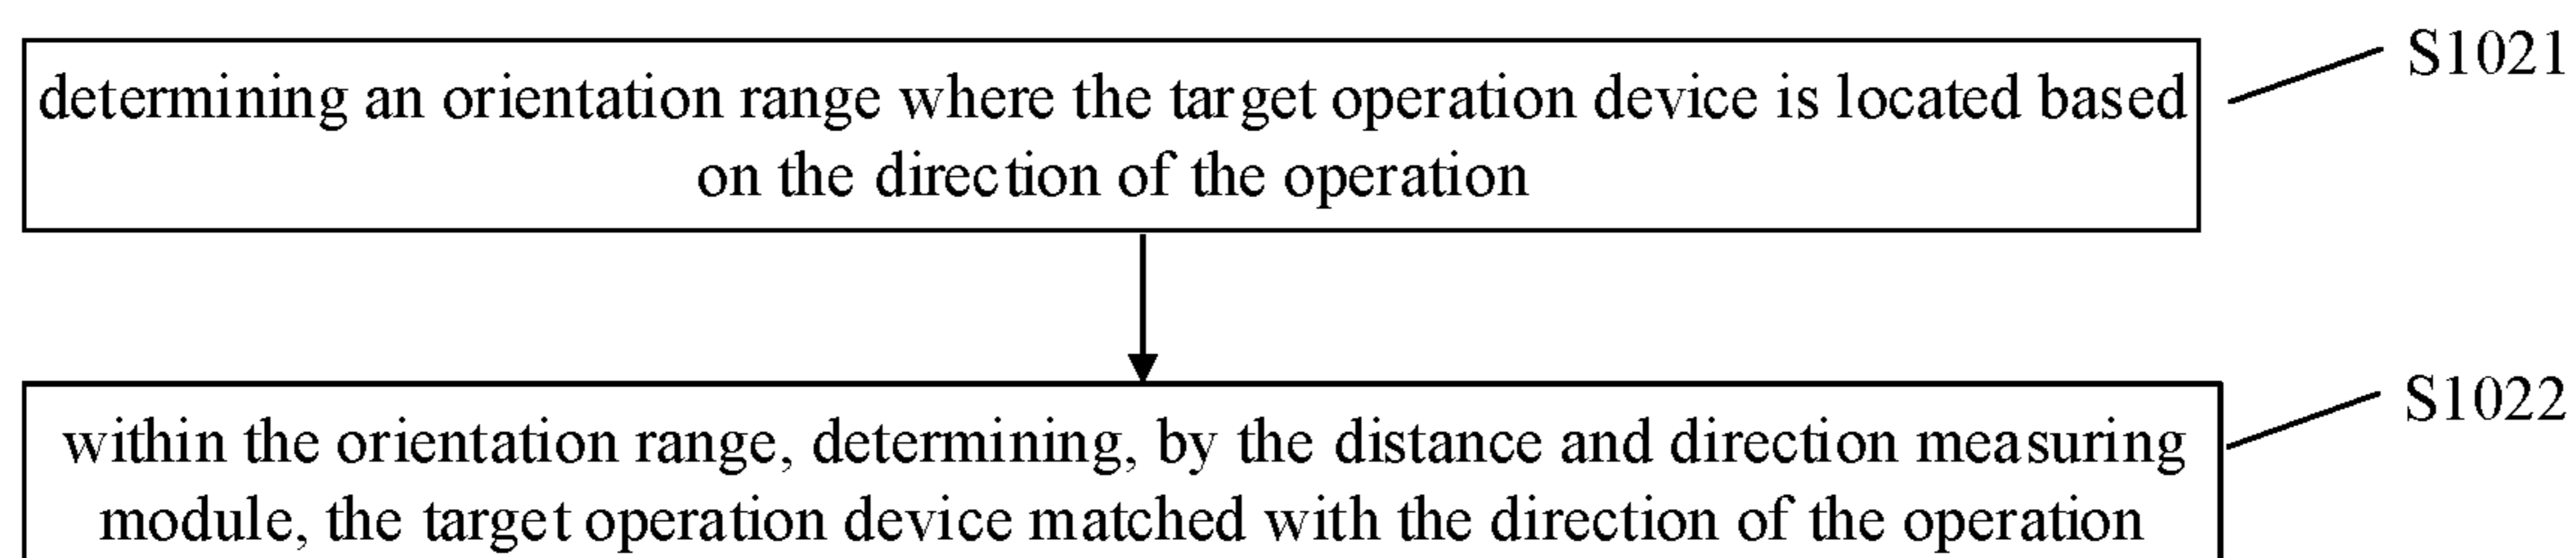 determining an orientation range where the target operation device is located based
on the direction of the operation
S1021
within the orientation range, determining, by the distance and direction measuring
module, the target operation device matched with the direction of the operation
S1022